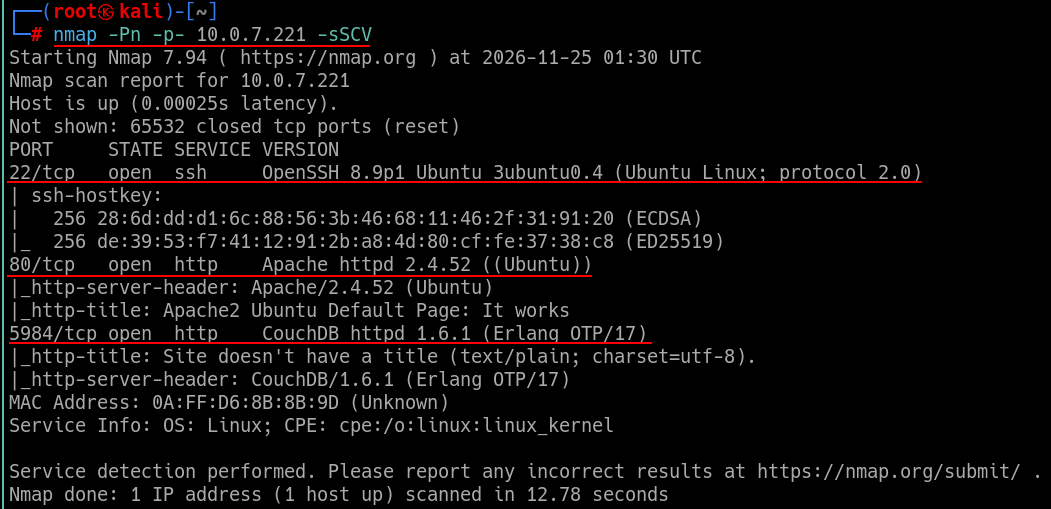 ┌──(root㉿kali)-[~]
└─# nmap -Pn -p- 10.0.7.221 -sSCV
Starting Nmap 7.94 ( https://nmap.org ) at 2026-11-25 01:30 UTC
Nmap scan report for 10.0.7.221
Host is up (0.00025s latency).
Not shown: 65532 closed tcp ports (reset)
PORT     STATE SERVICE VERSION
22/tcp   open  ssh     OpenSSH 8.9p1 Ubuntu 3ubuntu0.4 (Ubuntu Linux; protocol 2.0)
| ssh-hostkey:
|   256 28:6d:dd:d1:6c:88:56:3b:46:68:11:46:2f:31:91:20 (ECDSA)
|_  256 de:39:53:f7:41:12:91:2b:a8:4d:80:cf:fe:37:38:c8 (ED25519)
80/tcp   open  http    Apache httpd 2.4.52 ((Ubuntu))
|_http-server-header: Apache/2.4.52 (Ubuntu)
|_http-title: Apache2 Ubuntu Default Page: It works
5984/tcp open  http    CouchDB httpd 1.6.1 (Erlang OTP/17)
|_http-title: Site doesn't have a title (text/plain; charset=utf-8).
|_http-server-header: CouchDB/1.6.1 (Erlang OTP/17)
MAC Address: 0A:FF:D6:8B:8B:9D (Unknown)
Service Info: OS: Linux; CPE: cpe:/o:linux:linux_kernel

Service detection performed. Please report any incorrect results at https://nmap.org/submit/ .
Nmap done: 1 IP address (1 host up) scanned in 12.78 seconds